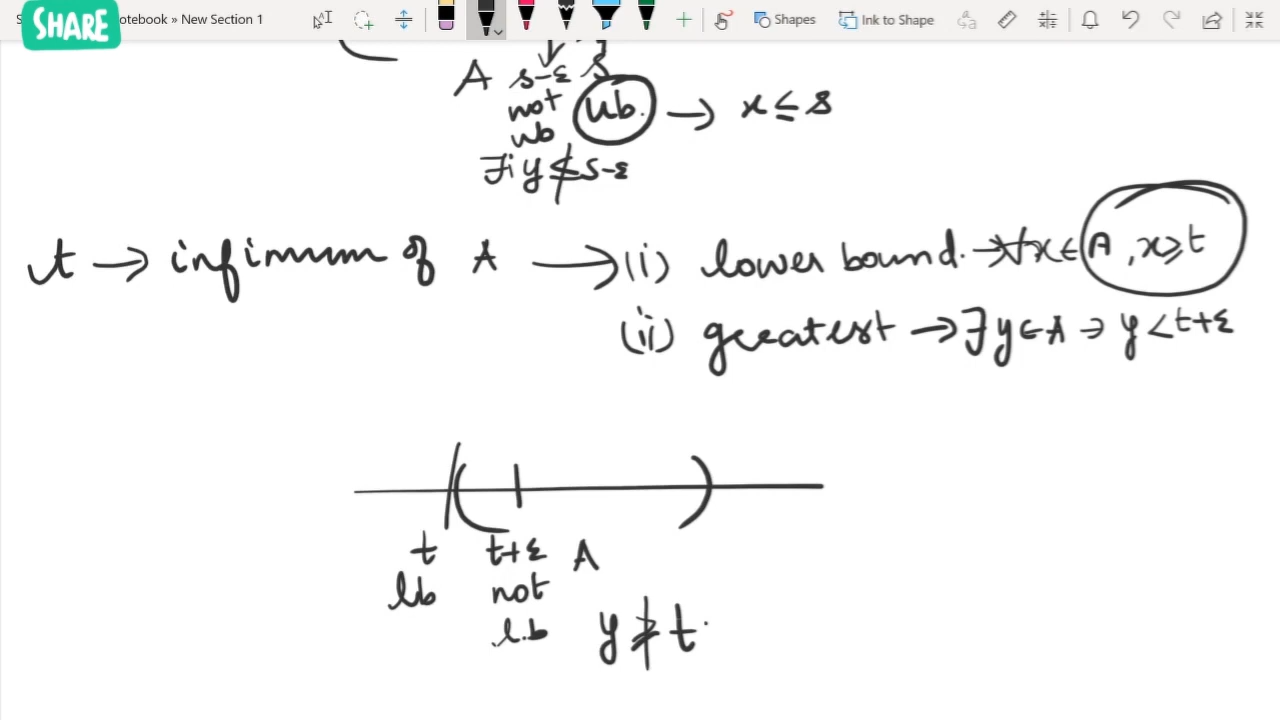 SHARE
otebook » New Section 1
Shapes
Ink to Shape
A s-ε s
not ub. → x ≤ s
ub
∃ y ≰ s-ε
t → infimum of A → (i) lower bound. → ∀x ∈ A, x ≥ t
(ii) greatest → ∃ y ∈ A ∋ y < t+ε
t t+ε A
lb not
l.b y ≱ t.